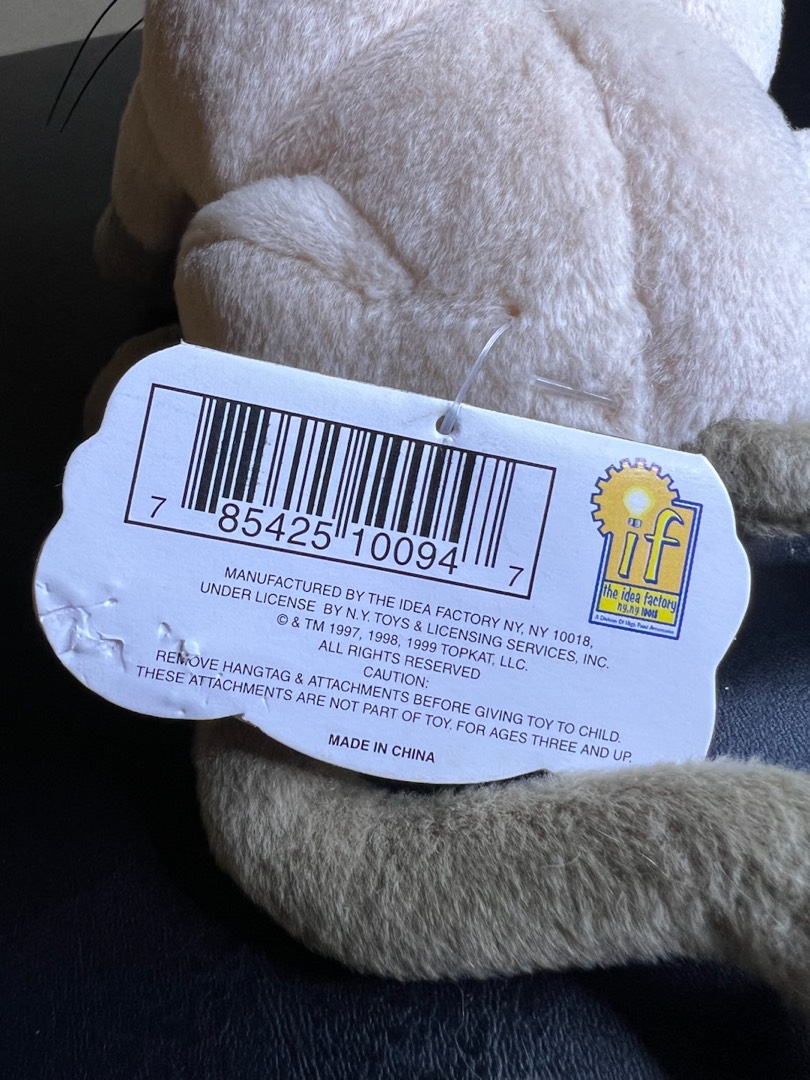 7 85425 10094 7
if
the idea factory
ny,ny 10018
MANUFACTURED BY THE IDEA FACTORY NY, NY 10018,
UNDER LICENSE BY N.Y. TOYS & LICENSING SERVICES, INC.
© & TM 1997, 1998, 1999 TOPKAT, LLC.
ALL RIGHTS RESERVED
CAUTION:
REMOVE HANGTAG & ATTACHMENTS BEFORE GIVING TOY TO CHILD.
THESE ATTACHMENTS ARE NOT PART OF TOY. FOR AGES THREE AND UP.
MADE IN CHINA